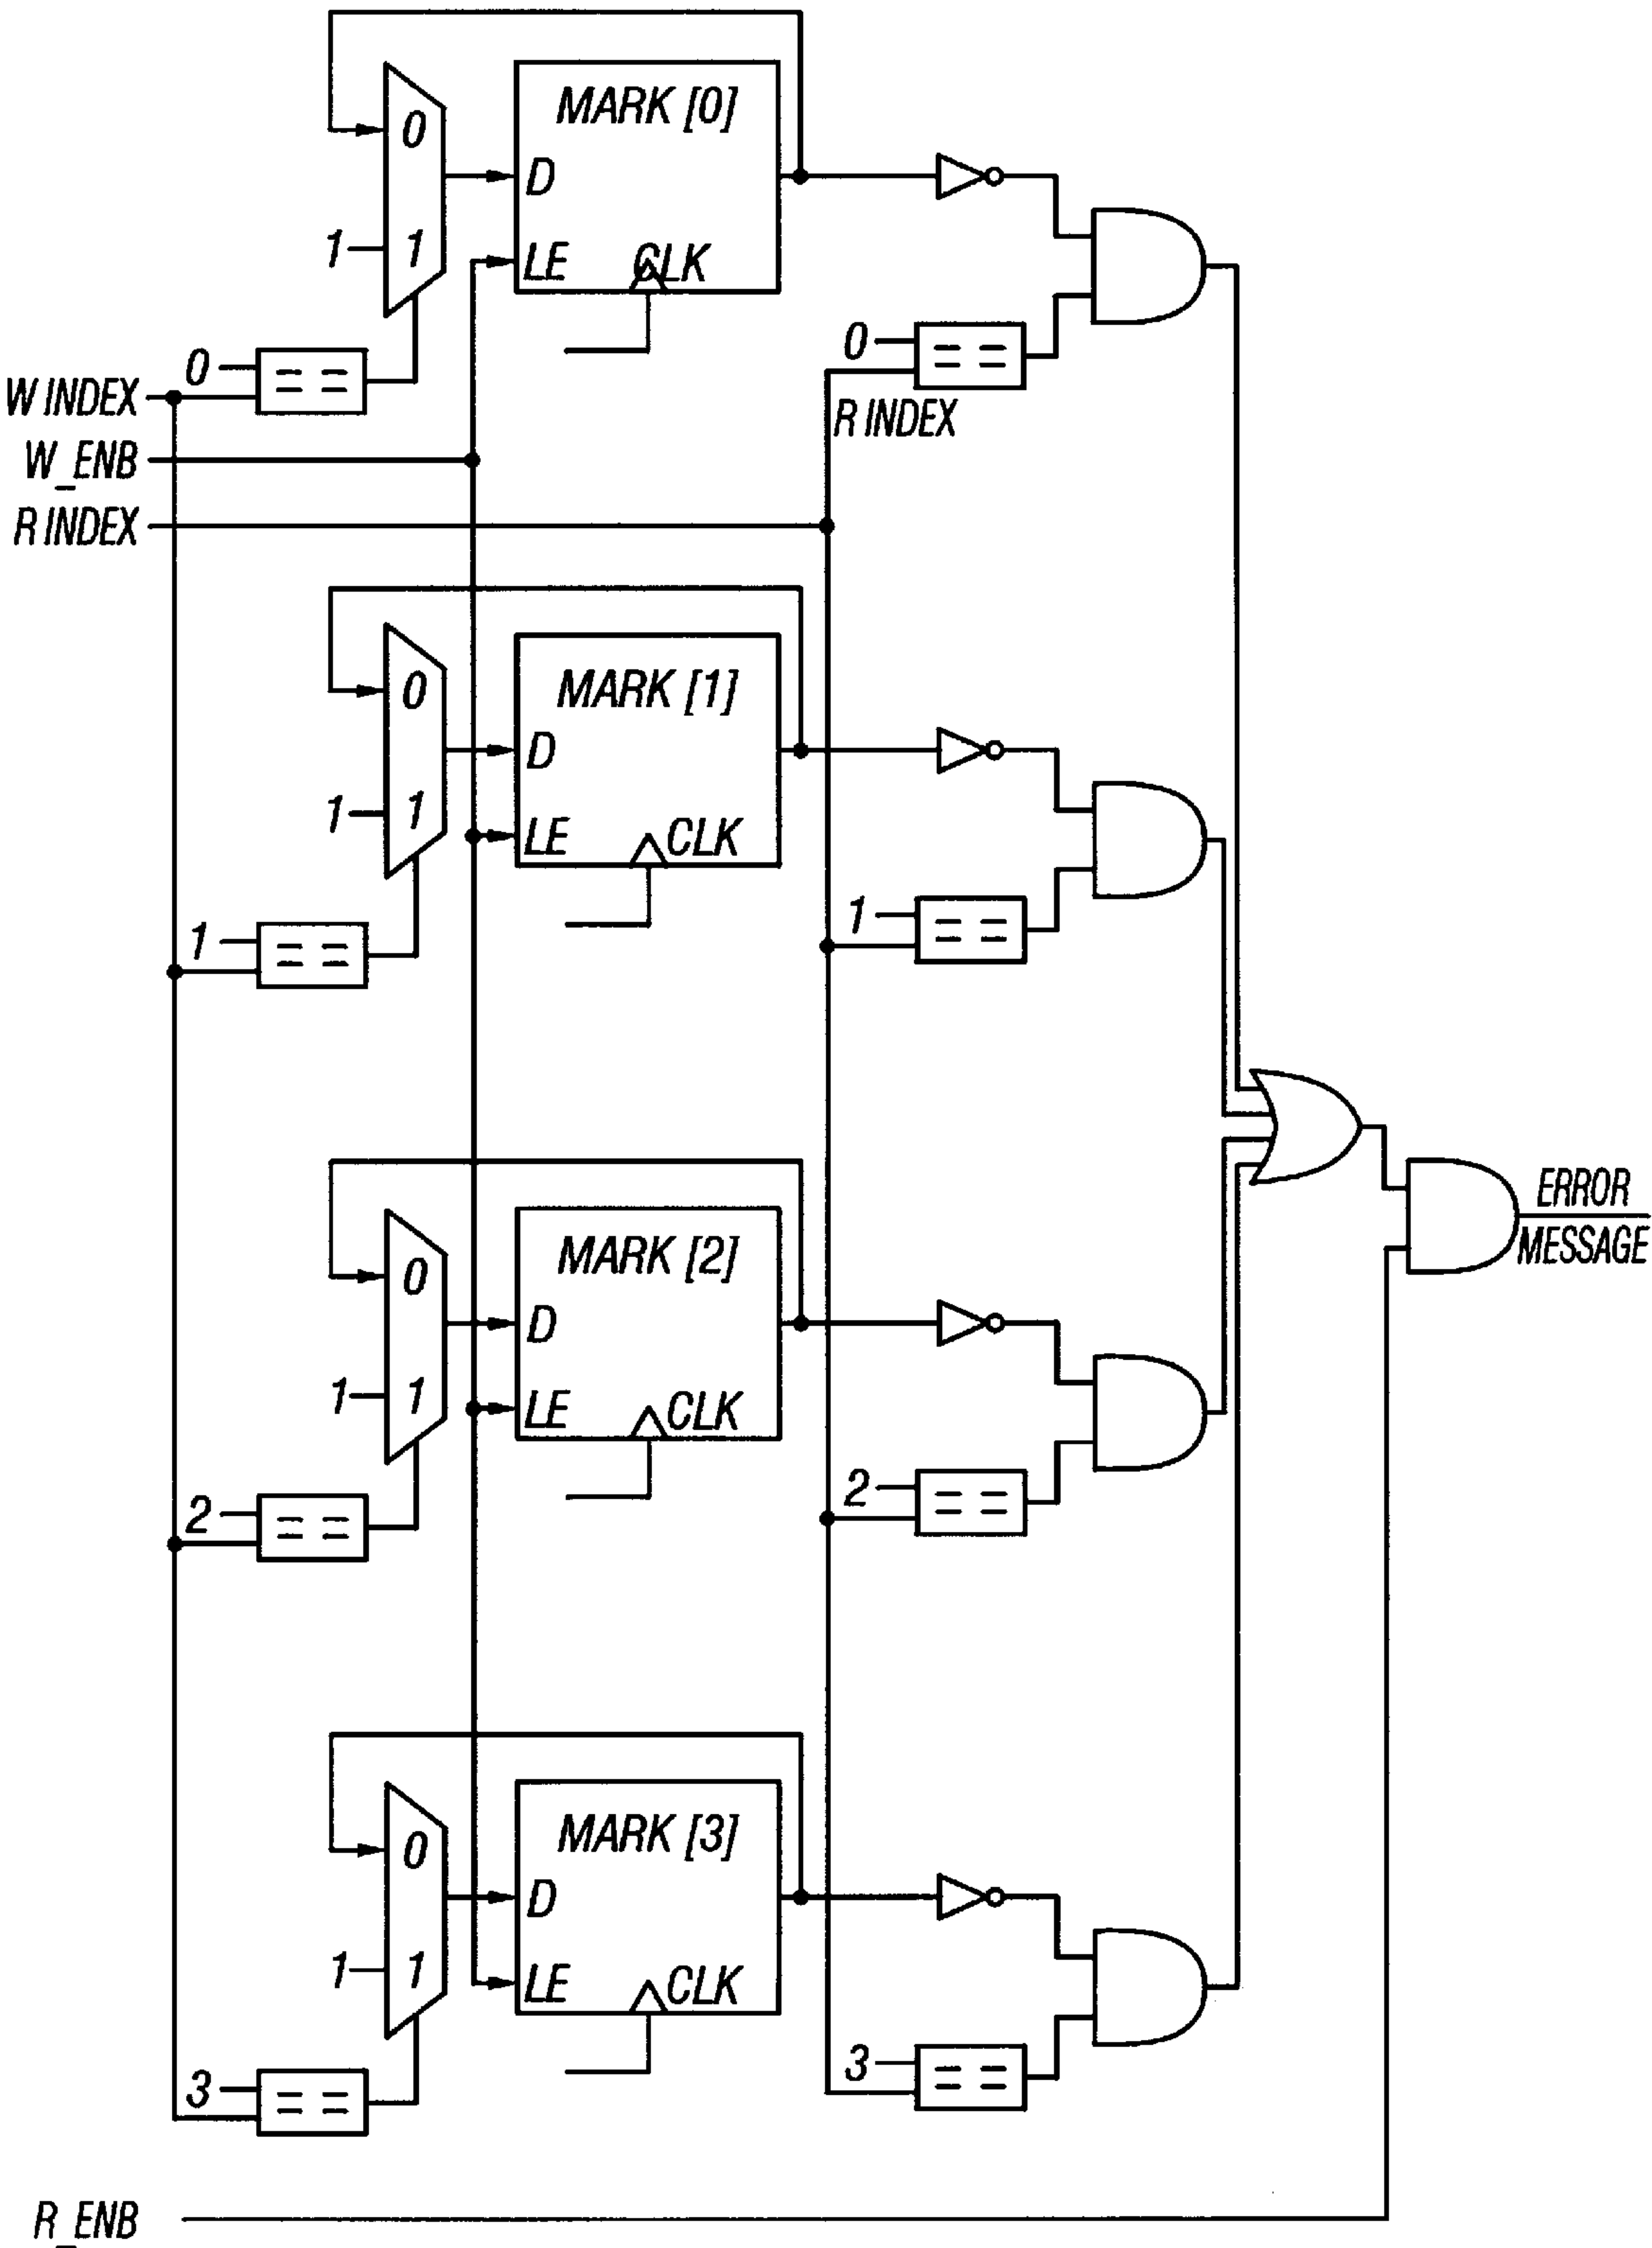 MARK [0]
0
D
1
1
LE
CLK
0
= =
0
= =
W INDEX
R INDEX
W_ENB
R INDEX
MARK [1]
0
D
1
1
LE
CLK
1
= =
1
= =
ERROR
MESSAGE
MARK [2]
0
D
1
1
LE
CLK
2
= =
2
= =
MARK [3]
0
D
1
1
LE
CLK
3
= =
3
= =
R_ENB